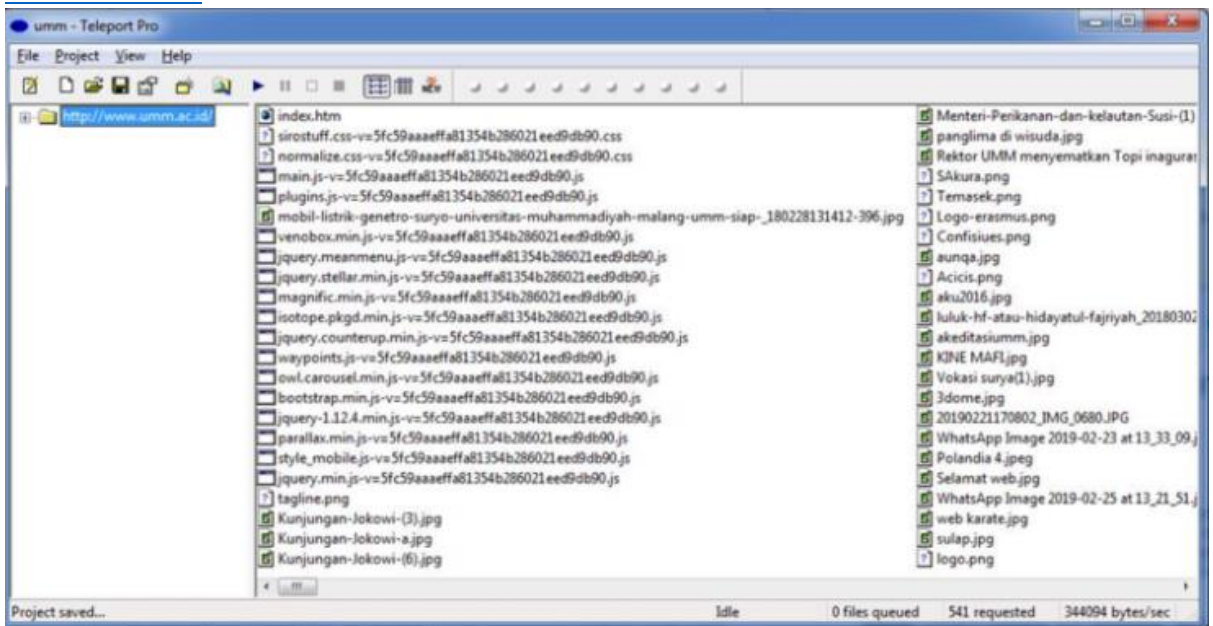 umm - Teleport Pro
File Project View Help
http://www.umm.ac.id/
index.htm
sirostuff.css-v=5fc59aaaeffa81354b286021eed9db90.css
normalize.css-v=5fc59aaaeffa81354b286021eed9db90.css
main.js-v=5fc59aaaeffa81354b286021eed9db90.js
plugins.js-v=5fc59aaaeffa81354b286021eed9db90.js
mobil-listrik-genetro-suryo-universitas-muhammadiyah-malang-umm-siap-_180228131412-396.jpg
venobox.min.js-v=5fc59aaaeffa81354b286021eed9db90.js
jquery.meanmenu.js-v=5fc59aaaeffa81354b286021eed9db90.js
jquery.stellar.min.js-v=5fc59aaaeffa81354b286021eed9db90.js
magnific.min.js-v=5fc59aaaeffa81354b286021eed9db90.js
isotope.pkgd.min.js-v=5fc59aaaeffa81354b286021eed9db90.js
jquery.counterup.min.js-v=5fc59aaaeffa81354b286021eed9db90.js
waypoints.js-v=5fc59aaaeffa81354b286021eed9db90.js
owl.carousel.min.js-v=5fc59aaaeffa81354b286021eed9db90.js
bootstrap.min.js-v=5fc59aaaeffa81354b286021eed9db90.js
jquery-1.12.4.min.js-v=5fc59aaaeffa81354b286021eed9db90.js
parallax.min.js-v=5fc59aaaeffa81354b286021eed9db90.js
style_mobile.js-v=5fc59aaaeffa81354b286021eed9db90.js
jquery.min.js-v=5fc59aaaeffa81354b286021eed9db90.js
tagline.png
Kunjungan-Jokowi-(3).jpg
Kunjungan-Jokowi-a.jpg
Kunjungan-Jokowi-(6).jpg
Menteri-Perikanan-dan-kelautan-Susi-(1)
panglima di wisuda.jpg
Rektor UMM menyematkan Topi inaguras
SAkura.png
Temasek.png
Logo-erasmus.png
Confisiues.png
aunqa.jpg
Acicis.png
aku2016.jpg
luluk-hf-atau-hidayatul-fajriyah_20180302
akeditasiumm.jpg
KINE MAFI.jpg
Vokasi surya(1).jpg
3dome.jpg
20190221170802_IMG_0680.JPG
WhatsApp Image 2019-02-23 at 13_33_09.j
Polandia 4.jpeg
Selamat web.jpg
WhatsApp Image 2019-02-25 at 13_21_51.j
web karate.jpg
sulap.jpg
logo.png
Project saved... Idle 0 files queued 541 requested 344094 bytes/sec